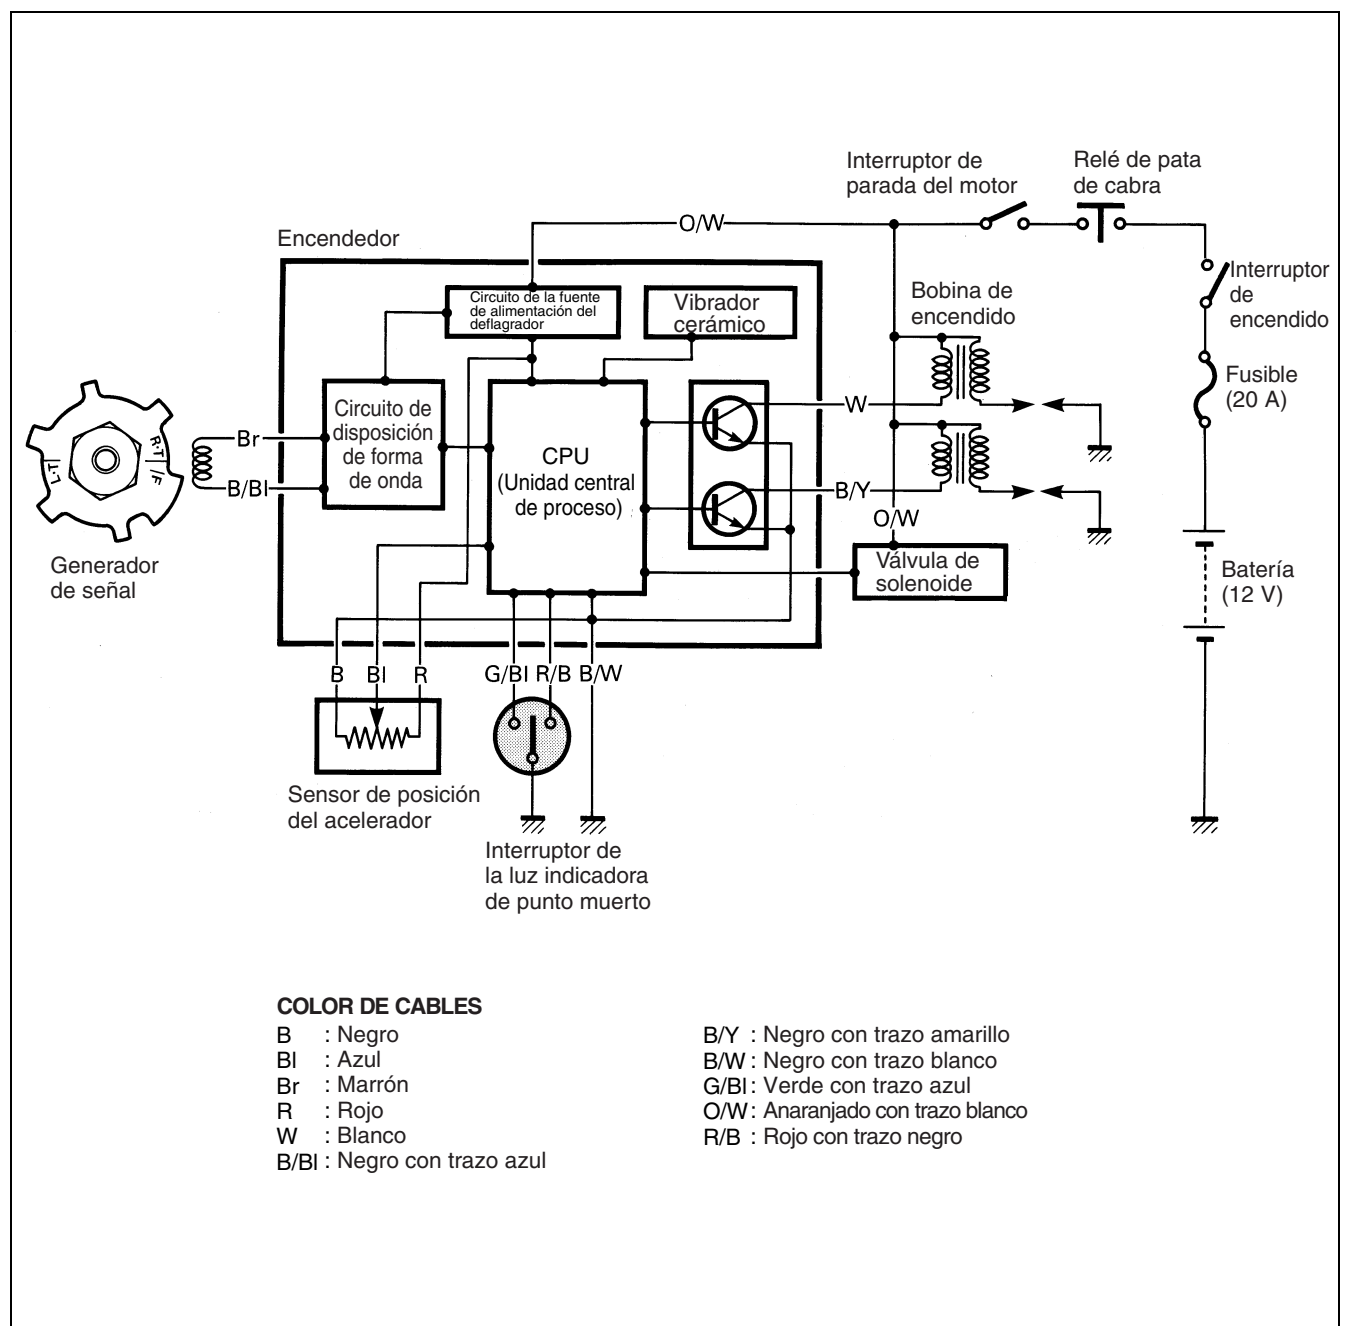 Interruptor de
parada del motor
Relé de pata
de cabra
O/W
Encendedor
Interruptor
de
encendido
Circuito de la fuente
de alimentación del
deflagrador
Vibrador
cerámico
Bobina de
encendido
Fusible
(20 A)
Circuito de
disposición
de forma
de onda
W
Br
B/Bl
CPU
(Unidad central
de proceso)
R·T
F
L·T
B/Y
O/W
Generador
de señal
Válvula de
solenoide
Batería
(12 V)
B
Bl
R
G/Bl
R/B
B/W
Sensor de posición
del acelerador
Interruptor de
la luz indicadora
de punto muerto
COLOR DE CABLES
B : Negro
Bl : Azul
Br : Marrón
R : Rojo
W : Blanco
B/Bl : Negro con trazo azul
B/Y : Negro con trazo amarillo
B/W : Negro con trazo blanco
G/Bl : Verde con trazo azul
O/W : Anaranjado con trazo blanco
R/B : Rojo con trazo negro